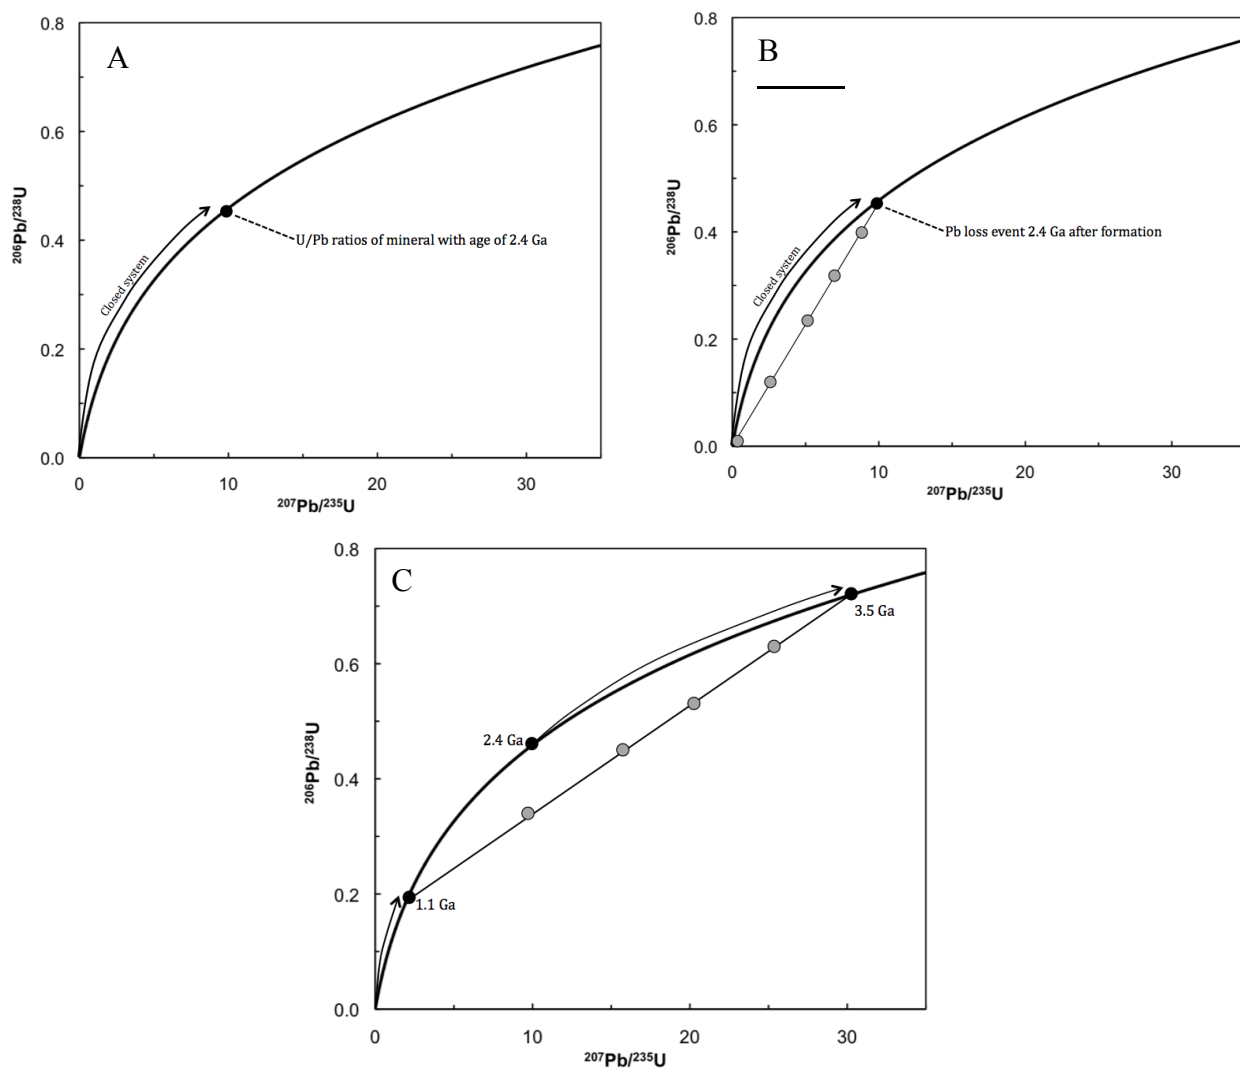 A
0.8
0.6
0.4
0.2
0.0
0
10
20
30
²⁰⁶Pb/²³⁸U
²⁰⁷Pb/²³⁵U
Closed system
U/Pb ratios of mineral with age of 2.4 Ga
B
0.8
0.6
0.4
0.2
0.0
0
10
20
30
²⁰⁶Pb/²³⁸U
²⁰⁷Pb/²³⁵U
Closed system
Pb loss event 2.4 Ga after formation
C
0.8
0.6
0.4
0.2
0.0
0
10
20
30
²⁰⁶Pb/²³⁸U
²⁰⁷Pb/²³⁵U
3.5 Ga
2.4 Ga
1.1 Ga